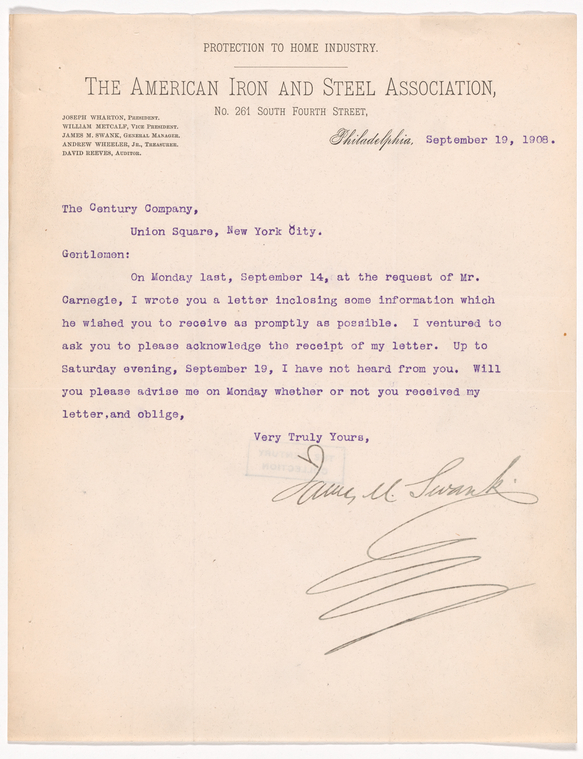 PROTECTION TO HOME INDUSTRY.
THE AMERICAN IRON AND STEEL ASSOCIATION,
No. 261 SOUTH FOURTH STREET,
JOSEPH WHARTON, PRESIDENT.
WILLIAM METCALF, VICE PRESIDENT.
JAMES M. SWANK, GENERAL MANAGER.
ANDREW WHEELER, JR., TREASURER.
DAVID REEVES, AUDITOR.
Philadelphia, September 19, 1908.
The Century Company,
Union Square, New York City.
Gentlemen:
On Monday last, September 14, at the request of Mr.
Carnegie, I wrote you a letter inclosing some information which
he wished you to receive as promptly as possible. I ventured to
ask you to please acknowledge the receipt of my letter. Up to
Saturday evening, September 19, I have not heard from you. Will
you please advise me on Monday whether or not you received my
letter,and oblige,
Very Truly Yours,
James M. Swank.